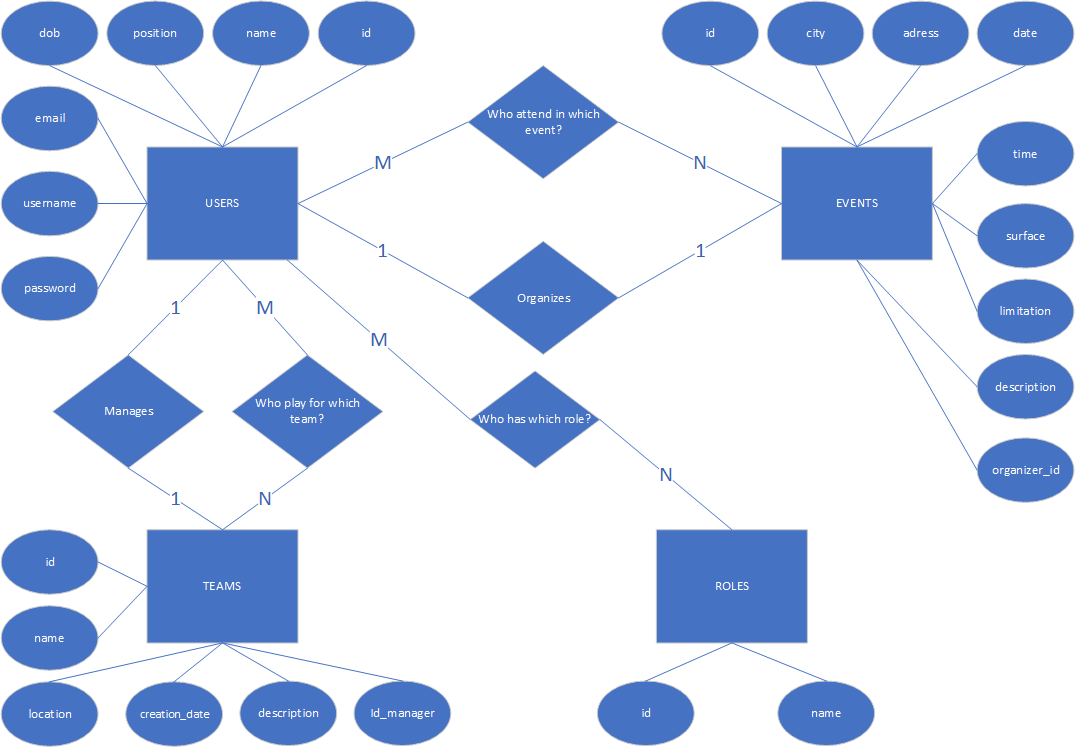 dob
position
name
id
id
city
adress
date
email
Who attend in which
event?
time
M
N
username
USERS
EVENTS
surface
1
1
password
Organizes
limitation
1
M
M
description
Manages
Who play for which
team?
Who has which role?
organizer_id
N
1
N
id
TEAMS
ROLES
name
location
creation_date
description
Id_manager
id
name